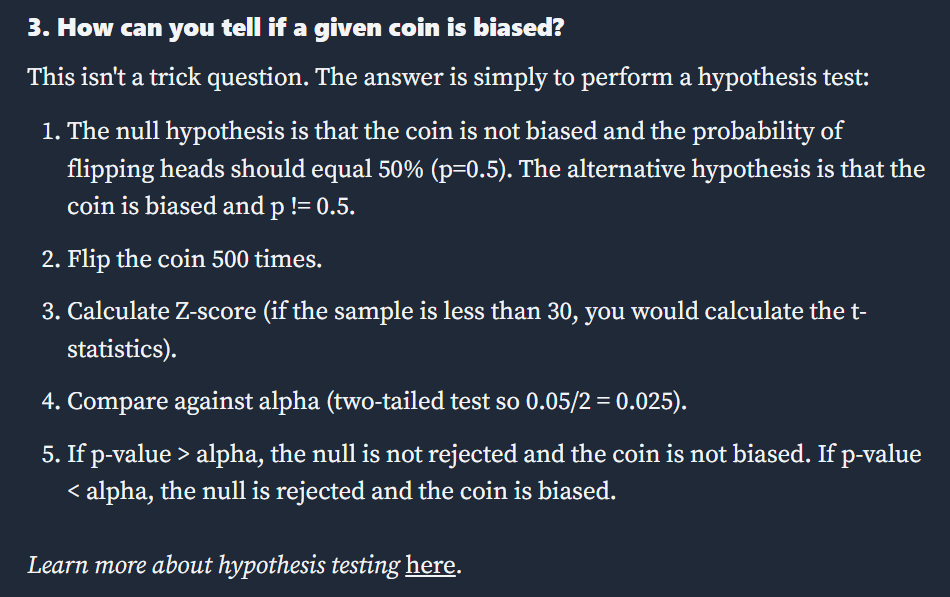 3. How can you tell if a given coin is biased?
This isn't a trick question. The answer is simply to perform a hypothesis test:
1. The null hypothesis is that the coin is not biased and the probability of
flipping heads should equal 50% (p=0.5). The alternative hypothesis is that the
coin is biased and p != 0.5.
2. Flip the coin 500 times.
3. Calculate Z-score (if the sample is less than 30, you would calculate the t-
statistics).
4. Compare against alpha (two-tailed test so 0.05/2 = 0.025).
5. If p-value > alpha, the null is not rejected and the coin is not biased. If p-value
< alpha, the null is rejected and the coin is biased.
Learn more about hypothesis testing here.